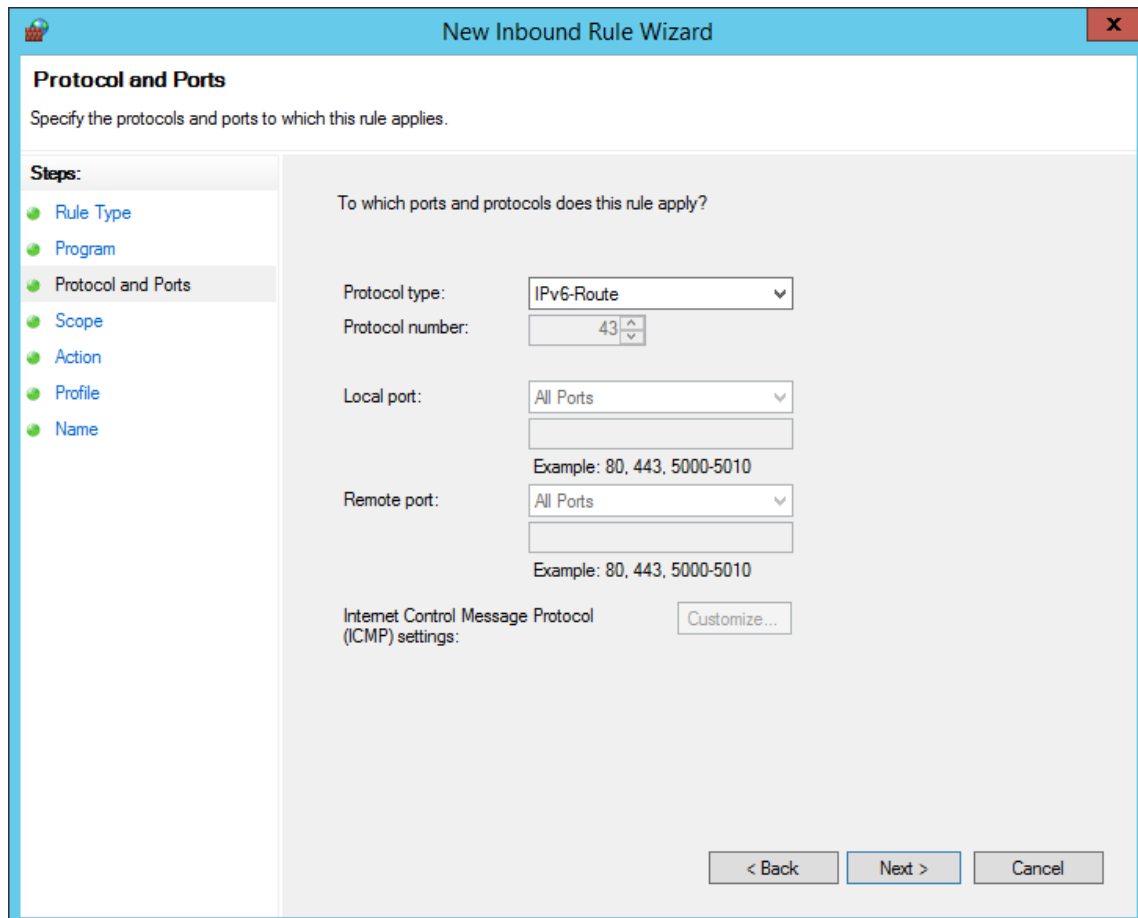 New Inbound Rule Wizard
x
Protocol and Ports
Specify the protocols and ports to which this rule applies.
Steps:
Rule Type
Program
Protocol and Ports
Scope
Action
Profile
Name
To which ports and protocols does this rule apply?
Protocol type: IPv6-Route
Protocol number: 43
Local port: All Ports
Example: 80, 443, 5000-5010
Remote port: All Ports
Example: 80, 443, 5000-5010
Internet Control Message Protocol
(ICMP) settings:
Customize...
< Back Next > Cancel